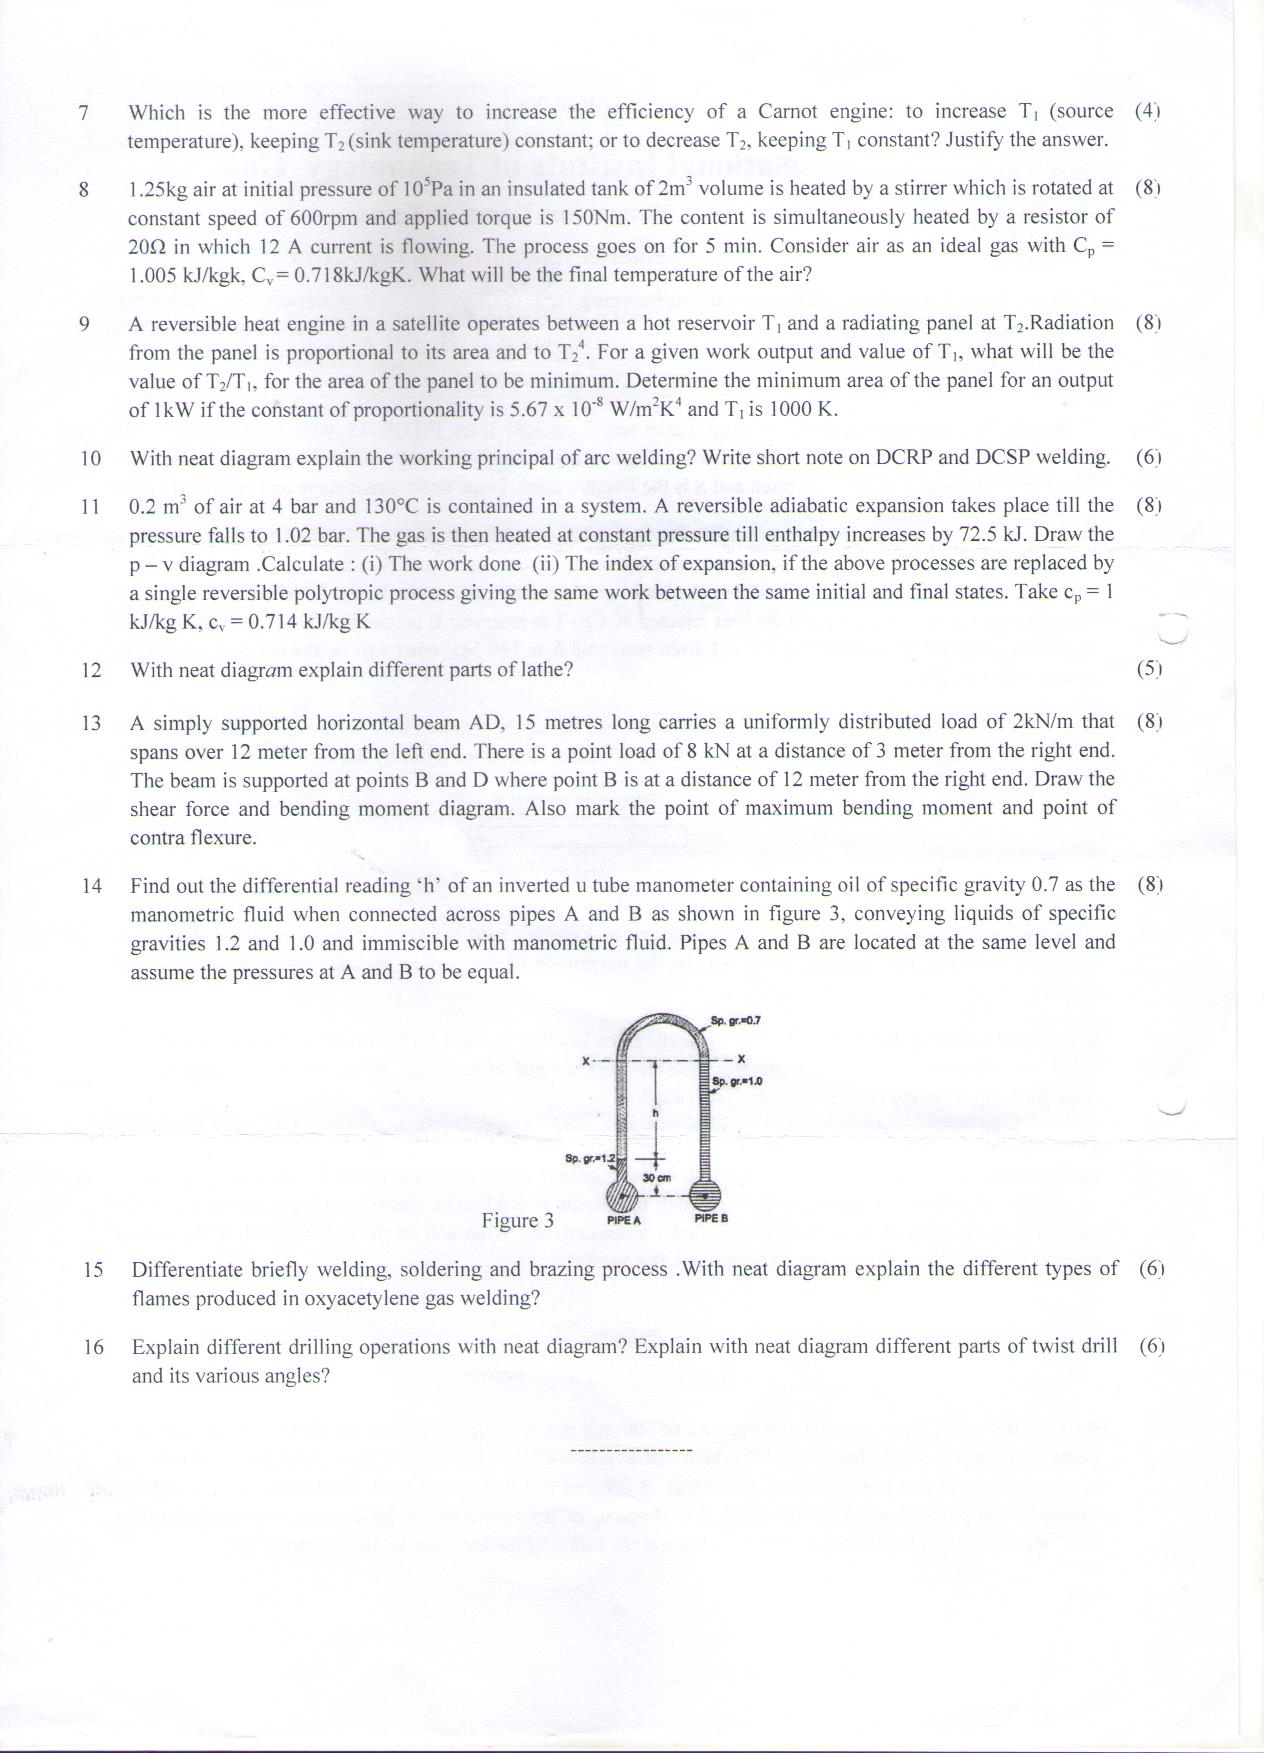 7 Which is the more effective way to increase the efficiency of a Carnot engine: to increase T₁ (source (4)
temperature), keeping T₂ (sink temperature) constant; or to decrease T₂, keeping T₁ constant? Justify the answer.
8 1.25kg air at initial pressure of 10⁵Pa in an insulated tank of 2m³ volume is heated by a stirrer which is rotated at (8)
constant speed of 600rpm and applied torque is 150Nm. The content is simultaneously heated by a resistor of
20Ω in which 12 A current is flowing. The process goes on for 5 min. Consider air as an ideal gas with Cₚ =
1.005 kJ/kgk, Cᵥ = 0.718kJ/kgK. What will be the final temperature of the air?
9 A reversible heat engine in a satellite operates between a hot reservoir T₁ and a radiating panel at T₂.Radiation (8)
from the panel is proportional to its area and to T₂⁴. For a given work output and value of T₁, what will be the
value of T₂/T₁, for the area of the panel to be minimum. Determine the minimum area of the panel for an output
of 1kW if the constant of proportionality is 5.67 x 10⁻⁸ W/m²K⁴ and T₁ is 1000 K.
10 With neat diagram explain the working principal of arc welding? Write short note on DCRP and DCSP welding. (6)
11 0.2 m³ of air at 4 bar and 130°C is contained in a system. A reversible adiabatic expansion takes place till the (8)
pressure falls to 1.02 bar. The gas is then heated at constant pressure till enthalpy increases by 72.5 kJ. Draw the
p – v diagram .Calculate : (i) The work done (ii) The index of expansion, if the above processes are replaced by
a single reversible polytropic process giving the same work between the same initial and final states. Take cₚ = 1
kJ/kg K, cᵥ = 0.714 kJ/kg K
12 With neat diagram explain different parts of lathe? (5)
13 A simply supported horizontal beam AD, 15 metres long carries a uniformly distributed load of 2kN/m that (8)
spans over 12 meter from the left end. There is a point load of 8 kN at a distance of 3 meter from the right end.
The beam is supported at points B and D where point B is at a distance of 12 meter from the right end. Draw the
shear force and bending moment diagram. Also mark the point of maximum bending moment and point of
contra flexure.
14 Find out the differential reading ‘h’ of an inverted u tube manometer containing oil of specific gravity 0.7 as the (8)
manometric fluid when connected across pipes A and B as shown in figure 3, conveying liquids of specific
gravities 1.2 and 1.0 and immiscible with manometric fluid. Pipes A and B are located at the same level and
assume the pressures at A and B to be equal.
Sp. gr.=0.7
X X
Sp. gr.=1.0
h
Sp. gr.=1.2
30 cm
Figure 3 PIPE A PIPE B
15 Differentiate briefly welding, soldering and brazing process .With neat diagram explain the different types of (6)
flames produced in oxyacetylene gas welding?
16 Explain different drilling operations with neat diagram? Explain with neat diagram different parts of twist drill (6)
and its various angles?
-----------------